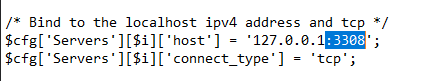 /* Bind to the localhost ipv4 address and tcp */
$cfg['Servers'][$i]['host'] = '127.0.0.1:3308';
$cfg['Servers'][$i]['connect_type'] = 'tcp';